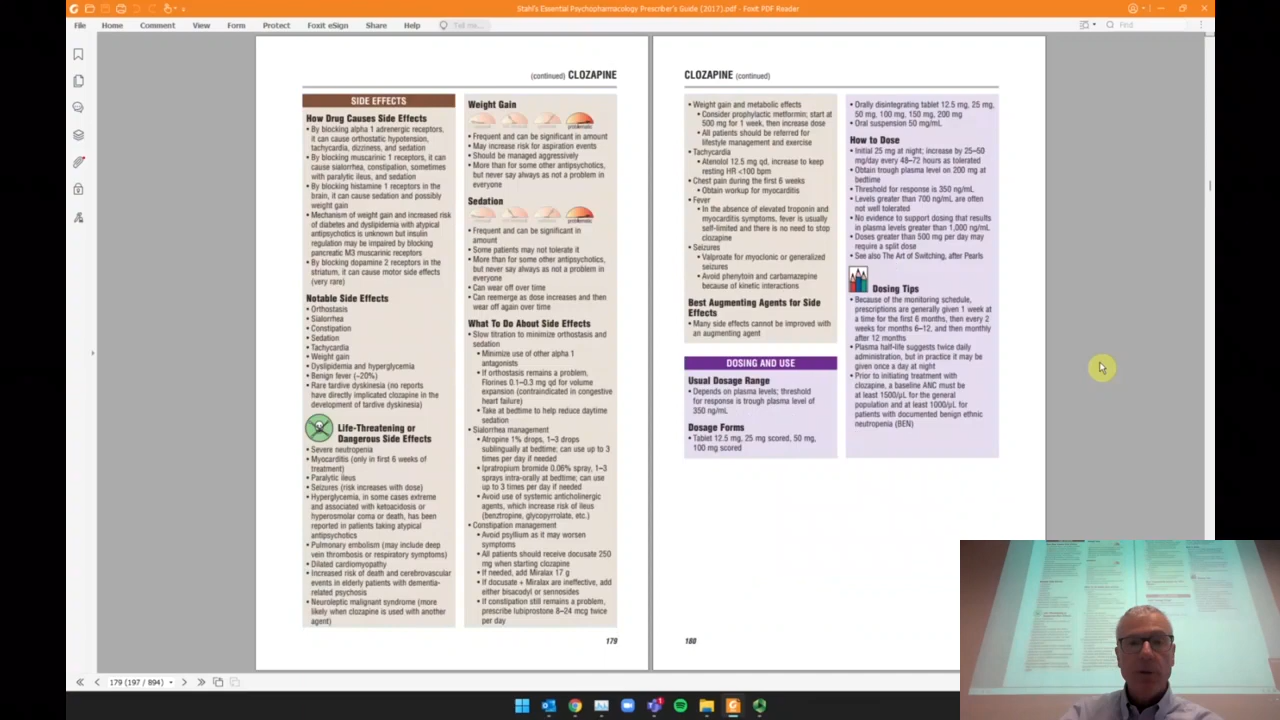 Stahl's Essential Psychopharmacology Prescriber's Guide (2017).pdf - Foxit PDF Reader
File Home Comment View Form Protect Foxit eSign Share Help Tell me... Find
(continued) CLOZAPINE
SIDE EFFECTS
How Drug Causes Side Effects
• By blocking alpha 1 adrenergic receptors,
it can cause orthostatic hypotension,
tachycardia, dizziness, and sedation
• By blocking muscarinic 1 receptors, it can
cause sialorrhea, constipation, sometimes
with paralytic ileus, and sedation
• By blocking histamine 1 receptors in the
brain, it can cause sedation and possibly
weight gain
• Mechanism of weight gain and increased risk
of diabetes and dyslipidemia with atypical
antipsychotics is unknown but insulin
regulation may be impaired by blocking
pancreatic M3 muscarinic receptors
• By blocking dopamine 2 receptors in the
striatum, it can cause motor side effects
(very rare)
Notable Side Effects
• Orthostasis
• Sialorrhea
• Constipation
• Sedation
• Tachycardia
• Weight gain
• Dyslipidemia and hyperglycemia
• Benign fever (~20%)
• Rare tardive dyskinesia (no reports
have directly implicated clozapine in the
development of tardive dyskinesia)
Life-Threatening or
Dangerous Side Effects
• Severe neutropenia
• Myocarditis (only in first 6 weeks of
treatment)
• Paralytic ileus
• Seizures (risk increases with dose)
• Hyperglycemia, in some cases extreme
and associated with ketoacidosis or
hyperosmolar coma or death, has been
reported in patients taking atypical
antipsychotics
• Pulmonary embolism (may include deep
vein thrombosis or respiratory symptoms)
• Dilated cardiomyopathy
• Increased risk of death and cerebrovascular
events in elderly patients with dementia-
related psychosis
• Neuroleptic malignant syndrome (more
likely when clozapine is used with another
agent)
Weight Gain
problematic
• Frequent and can be significant in amount
• May increase risk for aspiration events
• Should be managed aggressively
• More than for some other antipsychotics,
but never say always as not a problem in
everyone
Sedation
problematic
• Frequent and can be significant in
amount
• Some patients may not tolerate it
• More than for some other antipsychotics,
but never say always as not a problem in
everyone
• Can wear off over time
• Can reemerge as dose increases and then
wear off again over time
What To Do About Side Effects
• Slow titration to minimize orthostasis and
sedation
• Minimize use of other alpha 1
antagonists
• If orthostasis remains a problem,
Florines 0.1–0.3 mg qd for volume
expansion (contraindicated in congestive
heart failure)
• Take at bedtime to help reduce daytime
sedation
• Sialorrhea management
• Atropine 1% drops, 1–3 drops
sublingually at bedtime; can use up to 3
times per day if needed
• Ipratropium bromide 0.06% spray, 1–3
sprays intra-orally at bedtime; can use
up to 3 times per day if needed
• Avoid use of systemic anticholinergic
agents, which increase risk of ileus
(benztropine, glycopyrrolate, etc.)
• Constipation management
• Avoid psyllium as it may worsen
symptoms
• All patients should receive docusate 250
mg when starting clozapine
• If needed, add Miralax 17 g
• If docusate + Miralax are ineffective, add
either bisacodyl or sennosides
• If constipation still remains a problem,
prescribe lubiprostone 8–24 mcg twice
per day
179
CLOZAPINE (continued)
• Weight gain and metabolic effects
• Consider prophylactic metformin; start at
500 mg for 1 week, then increase dose
• All patients should be referred for
lifestyle management and exercise
• Tachycardia
• Atenolol 12.5 mg qd, increase to keep
resting HR <100 bpm
• Chest pain during the first 6 weeks
• Obtain workup for myocarditis
• Fever
• In the absence of elevated troponin and
myocarditis symptoms, fever is usually
self-limited and there is no need to stop
clozapine
• Seizures
• Valproate for myoclonic or generalized
seizures
• Avoid phenytoin and carbamazepine
because of kinetic interactions
Best Augmenting Agents for Side
Effects
• Many side effects cannot be improved with
an augmenting agent
DOSING AND USE
Usual Dosage Range
• Depends on plasma levels; threshold
for response is trough plasma level of
350 ng/mL
Dosage Forms
• Tablet 12.5 mg, 25 mg scored, 50 mg,
100 mg scored
• Orally disintegrating tablet 12.5 mg, 25 mg,
50 mg, 100 mg, 150 mg, 200 mg
• Oral suspension 50 mg/mL
How to Dose
• Initial 25 mg at night; increase by 25–50
mg/day every 48–72 hours as tolerated
• Obtain trough plasma level on 200 mg at
bedtime
• Threshold for response is 350 ng/mL
• Levels greater than 700 ng/mL are often
not well tolerated
• No evidence to support dosing that results
in plasma levels greater than 1,000 ng/mL
• Doses greater than 500 mg per day may
require a split dose
• See also The Art of Switching, after Pearls
Dosing Tips
• Because of the monitoring schedule,
prescriptions are generally given 1 week at
a time for the first 6 months, then every 2
weeks for months 6–12, and then monthly
after 12 months
• Plasma half-life suggests twice daily
administration, but in practice it may be
given once a day at night
• Prior to initiating treatment with
clozapine, a baseline ANC must be
at least 1500/µL for the general
population and at least 1000/µL for
patients with documented benign ethnic
neutropenia (BEN)
180
179 (197 / 894)